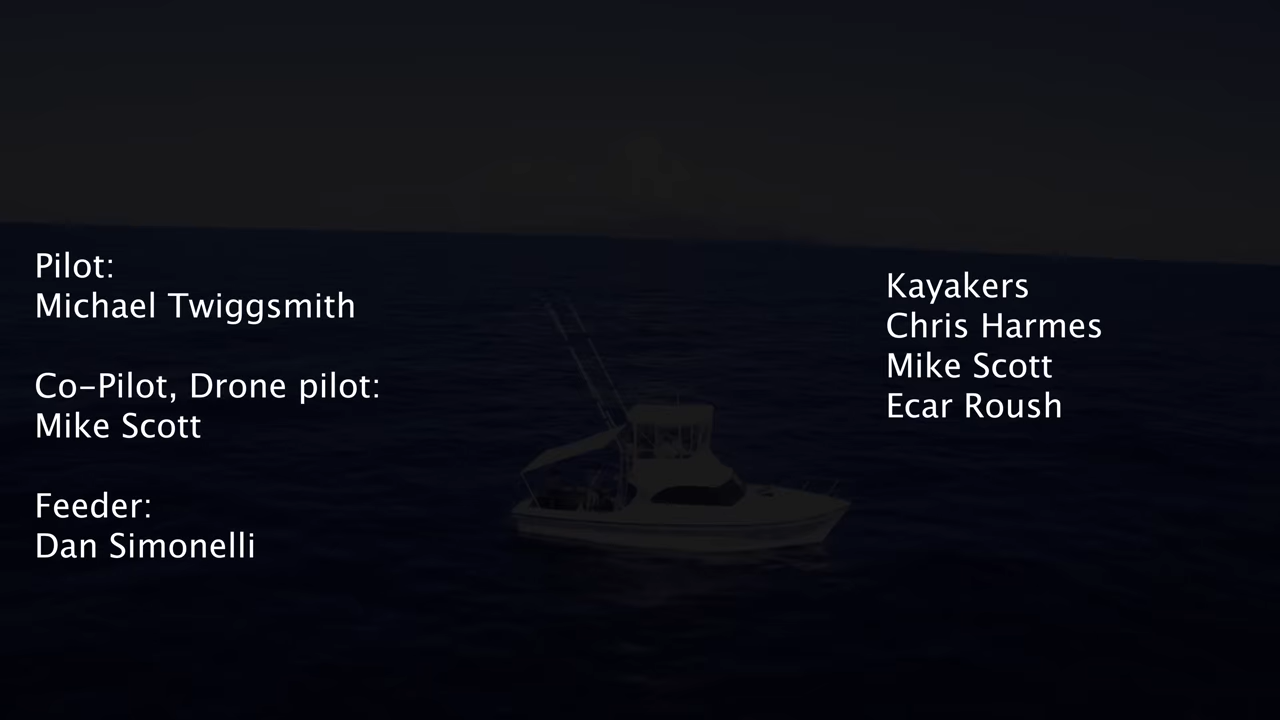 Pilot:
Michael Twiggsmith
Co-Pilot, Drone pilot:
Mike Scott
Feeder:
Dan Simonelli
Kayakers
Chris Harmes
Mike Scott
Ecar Roush